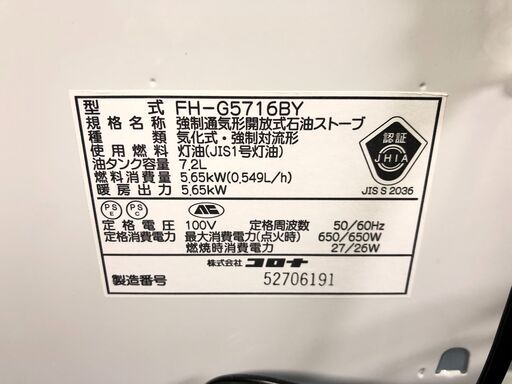 型式 FH-G5716BY
規格名称 強制通気形開放式石油ストーブ
種類 気化式・強制対流形
使用燃料 灯油(JIS1号灯油)
油タンク容量 7.2L
燃料消費量 5.65kW(0.549L/h)
暖房出力 5.65kW
認証
JHIA
JIS S 2036
PS E PS C
定格電圧 100V 定格周波数 50/60Hz
定格消費電力 最大消費電力(点火時) 650/650W
燃焼時消費電力 27/26W
株式会社 コロナ
製造番号 52706191